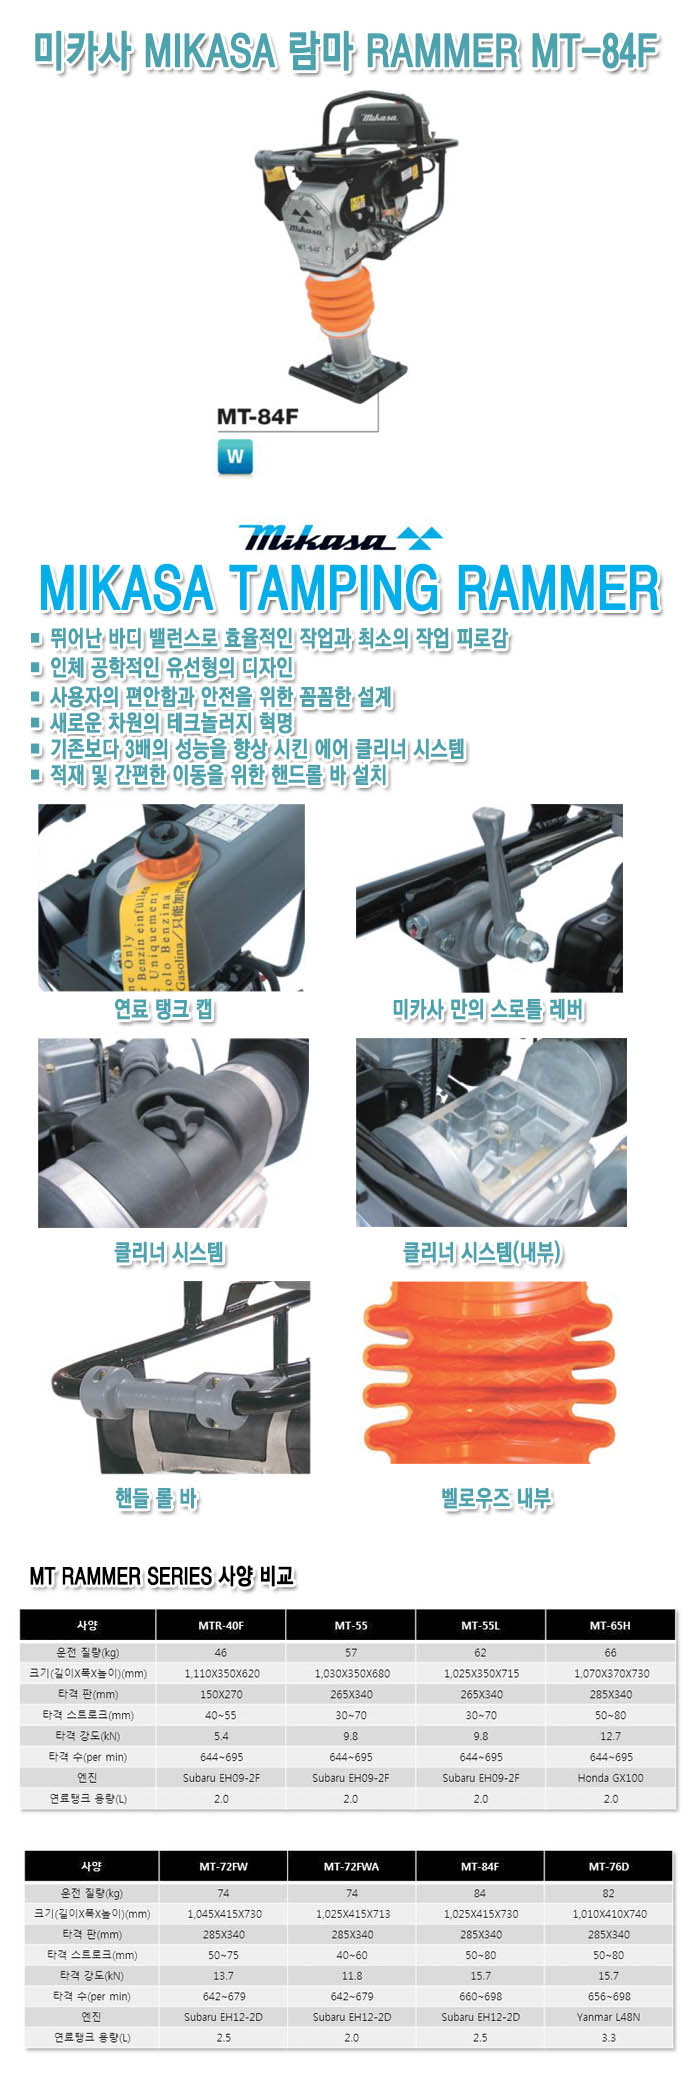 미카사 MIKASA 람마 RAMMER MT-84F
mikasa
mikasa
MT-84F
MT-84F
W
mikasa
MIKASA TAMPING RAMMER
■ 뛰어난 바디 밸런스로 효율적인 작업과 최소의 작업 피로감
■ 인체 공학적인 유선형의 디자인
■ 사용자의 편안함과 안전을 위한 꼼꼼한 설계
■ 새로운 차원의 테크놀러지 혁명
■ 기존보다 3배의 성능을 향상 시킨 에어 클리너 시스템
■ 적재 및 간편한 이동을 위한 핸드롤 바 설치
ne Only
r Benzin einfüllen
e Uniquement
solo Benzina
Gasolina／只能加汽
연료 탱크 캡 미카사 만의 스로틀 레버
클리너 시스템 클리너 시스템(내부)
핸들 롤 바 벨로우즈 내부
MT RAMMER SERIES 사양 비교
사양 MTR-40F MT-55 MT-55L MT-65H
운전 질량(kg) 46 57 62 66
크기(길이X폭X높이)(mm) 1,110X350X620 1,030X350X680 1,025X350X715 1,070X370X730
타격 판(mm) 150X270 265X340 265X340 285X340
타격 스트로크(mm) 40~55 30~70 30~70 50~80
타격 강도(kN) 5.4 9.8 9.8 12.7
타격 수(per min) 644~695 644~695 644~695 644~695
엔진 Subaru EH09-2F Subaru EH09-2F Subaru EH09-2F Honda GX100
연료탱크 용량(L) 2.0 2.0 2.0 2.0
사양 MT-72FW MT-72FWA MT-84F MT-76D
운전 질량(kg) 74 74 84 82
크기(길이X폭X높이)(mm) 1,045X415X730 1,025X415X713 1,025X415X730 1,010X410X740
타격 판(mm) 285X340 285X340 285X340 285X340
타격 스트로크(mm) 50~75 40~60 50~80 50~80
타격 강도(kN) 13.7 11.8 15.7 15.7
타격 수(per min) 642~679 642~679 660~698 656~698
엔진 Subaru EH12-2D Subaru EH12-2D Subaru EH12-2D Yanmar L48N
연료탱크 용량(L) 2.5 2.0 2.5 3.3